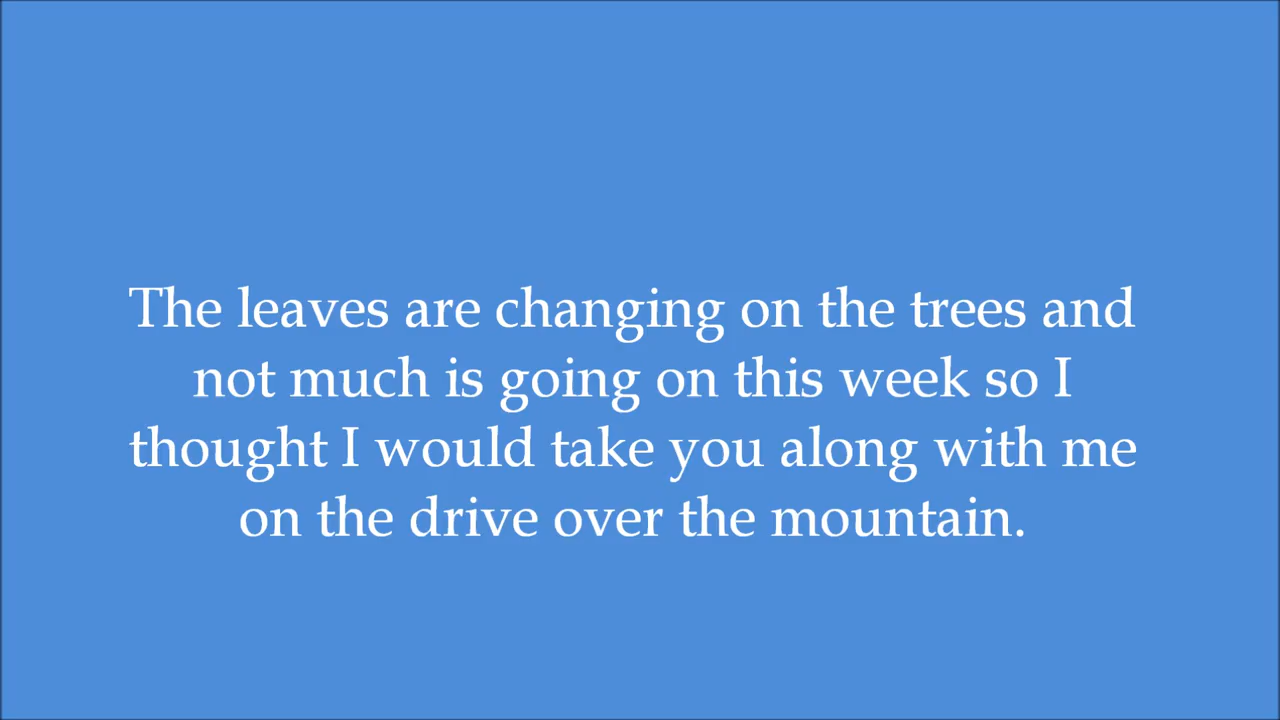 The leaves are changing on the trees and
not much is going on this week so I
thought I would take you along with me
on the drive over the mountain.